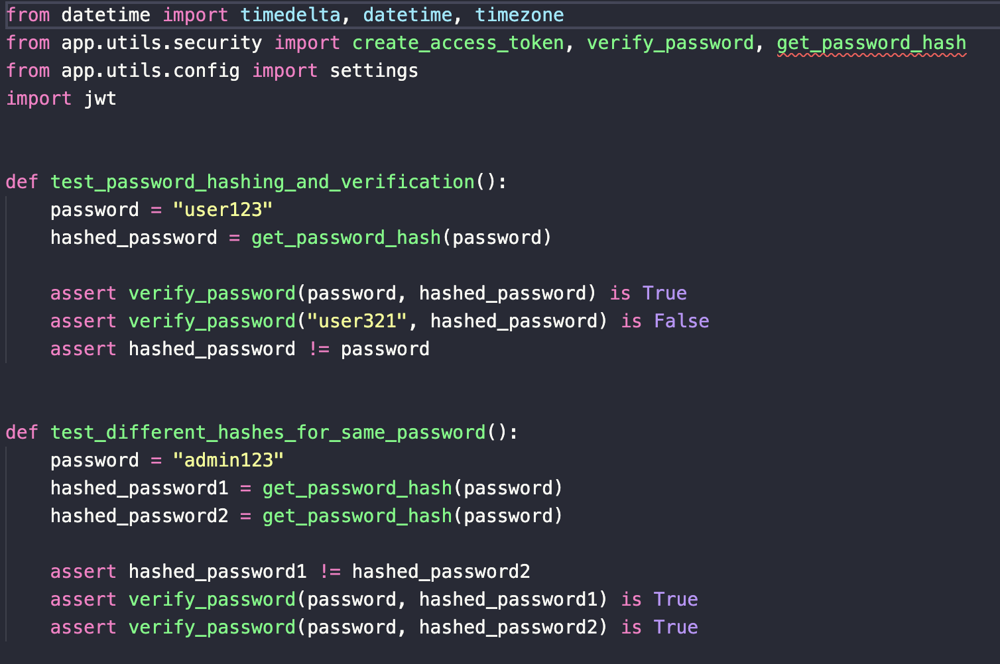 from datetime import timedelta, datetime, timezone
from app.utils.security import create_access_token, verify_password, get_password_hash
from app.utils.config import settings
import jwt
def test_password_hashing_and_verification():
    password = "user123"
    hashed_password = get_password_hash(password)
    assert verify_password(password, hashed_password) is True
    assert verify_password("user321", hashed_password) is False
    assert hashed_password != password
def test_different_hashes_for_same_password():
    password = "admin123"
    hashed_password1 = get_password_hash(password)
    hashed_password2 = get_password_hash(password)
    assert hashed_password1 != hashed_password2
    assert verify_password(password, hashed_password1) is True
    assert verify_password(password, hashed_password2) is True